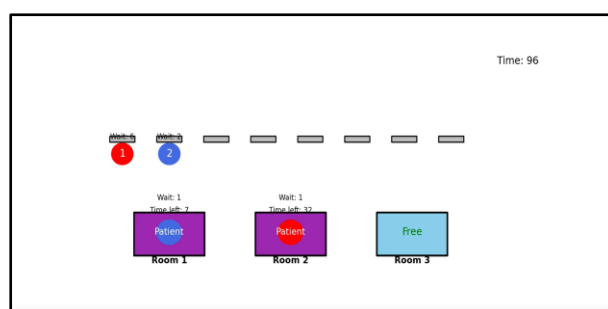 Time: 96
Wait: 6 Wait: 2
1 2
Wait: 1 Wait: 1
Time left: 7 Time left: 32
Patient Patient Free
Room 1 Room 2 Room 3